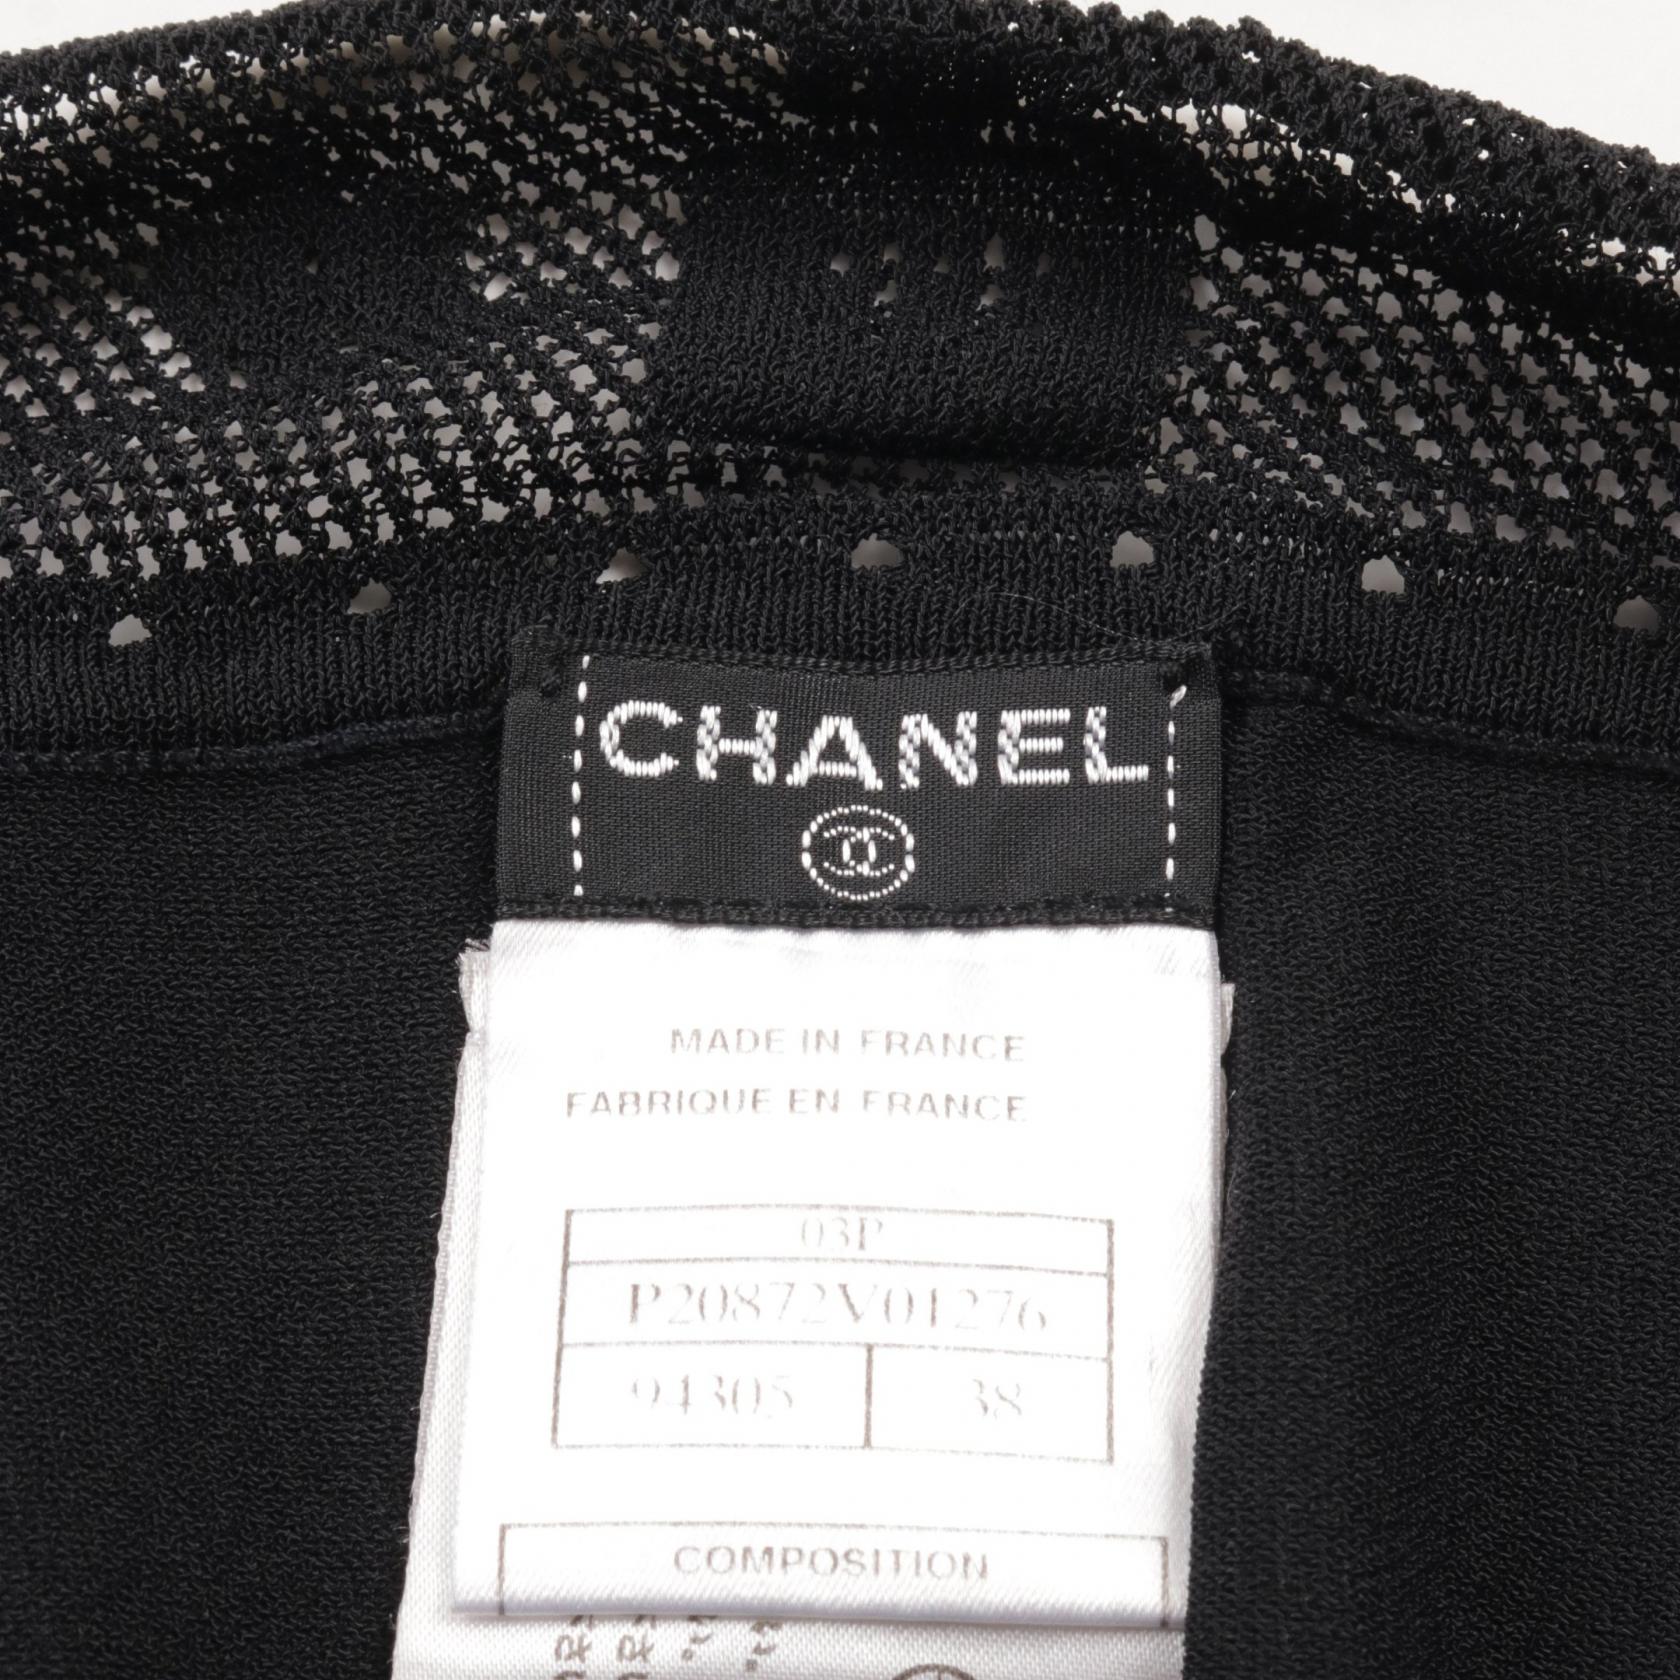 CHANEL
MADE IN FRANCE
FABRIQUE EN FRANCE
03P
P20872V01276
94305 38
COMPOSITION